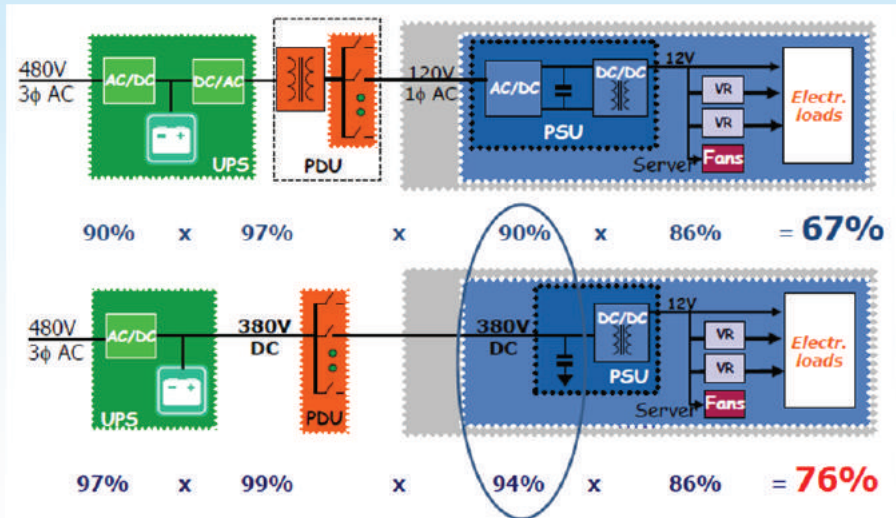 480V
3ϕ AC
AC/DC
DC/AC
UPS
PDU
120V
1ϕ AC
AC/DC
DC/DC
PSU
12V
VR
VR
Server
Fans
Electr.
loads
90% x 97% x 90% x 86% = 67%
480V
3ϕ AC
AC/DC
UPS
380V
DC
PDU
380V
DC
DC/DC
PSU
12V
VR
VR
Server
Fans
Electr.
loads
97% x 99% x 94% x 86% = 76%